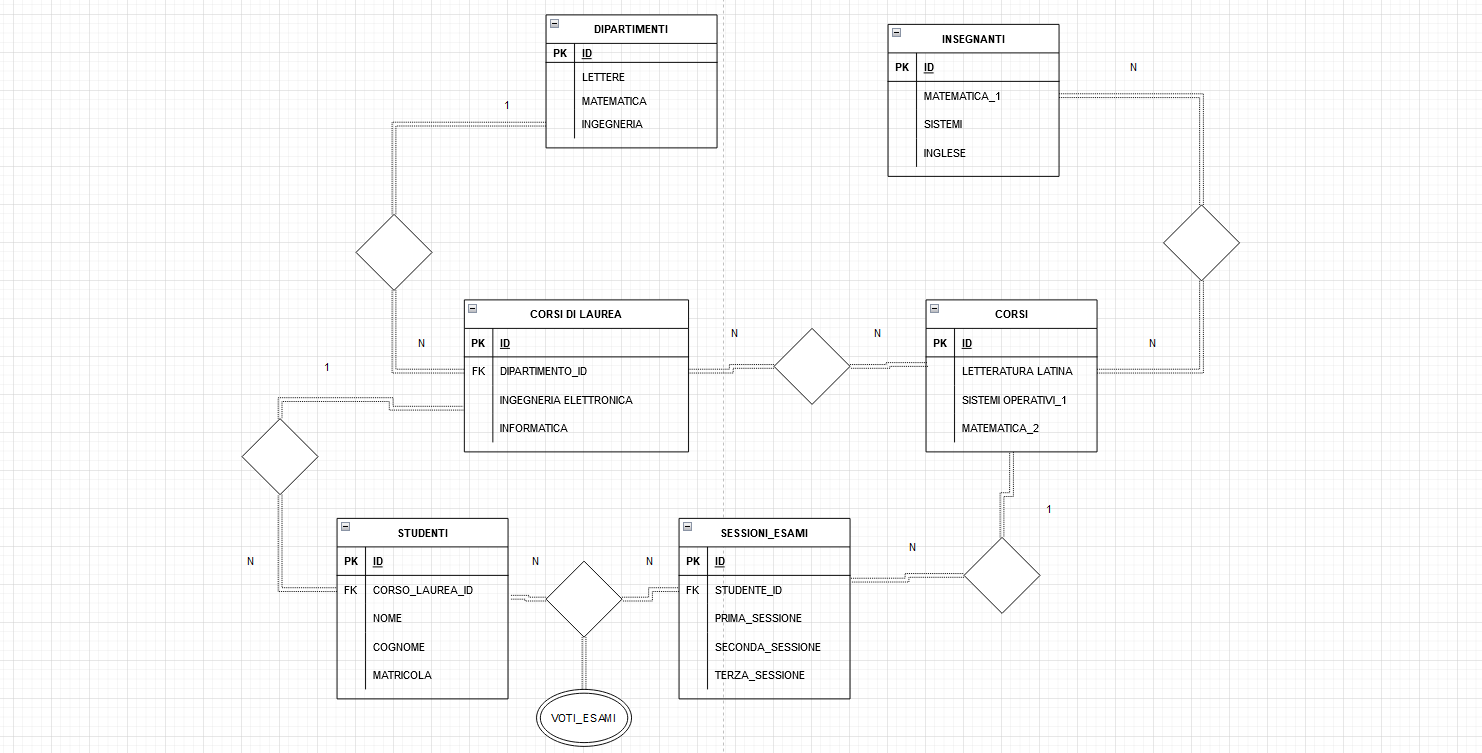 DIPARTIMENTI
PK ID
LETTERE
MATEMATICA
INGEGNERIA
INSEGNANTI
PK ID
MATEMATICA_1
SISTEMI
INGLESE
N
1
N
1
CORSI DI LAUREA
PK ID
FK DIPARTIMENTO_ID
INGEGNERIA ELETTRONICA
INFORMATICA
N
N
CORSI
PK ID
LETTERATURA LATINA
SISTEMI OPERATIVI_1
MATEMATICA_2
N
N
STUDENTI
PK ID
FK CORSO_LAUREA_ID
NOME
COGNOME
MATRICOLA
N
N
SESSIONI_ESAMI
PK ID
FK STUDENTE_ID
PRIMA_SESSIONE
SECONDA_SESSIONE
TERZA_SESSIONE
N
1
VOTI_ESAMI